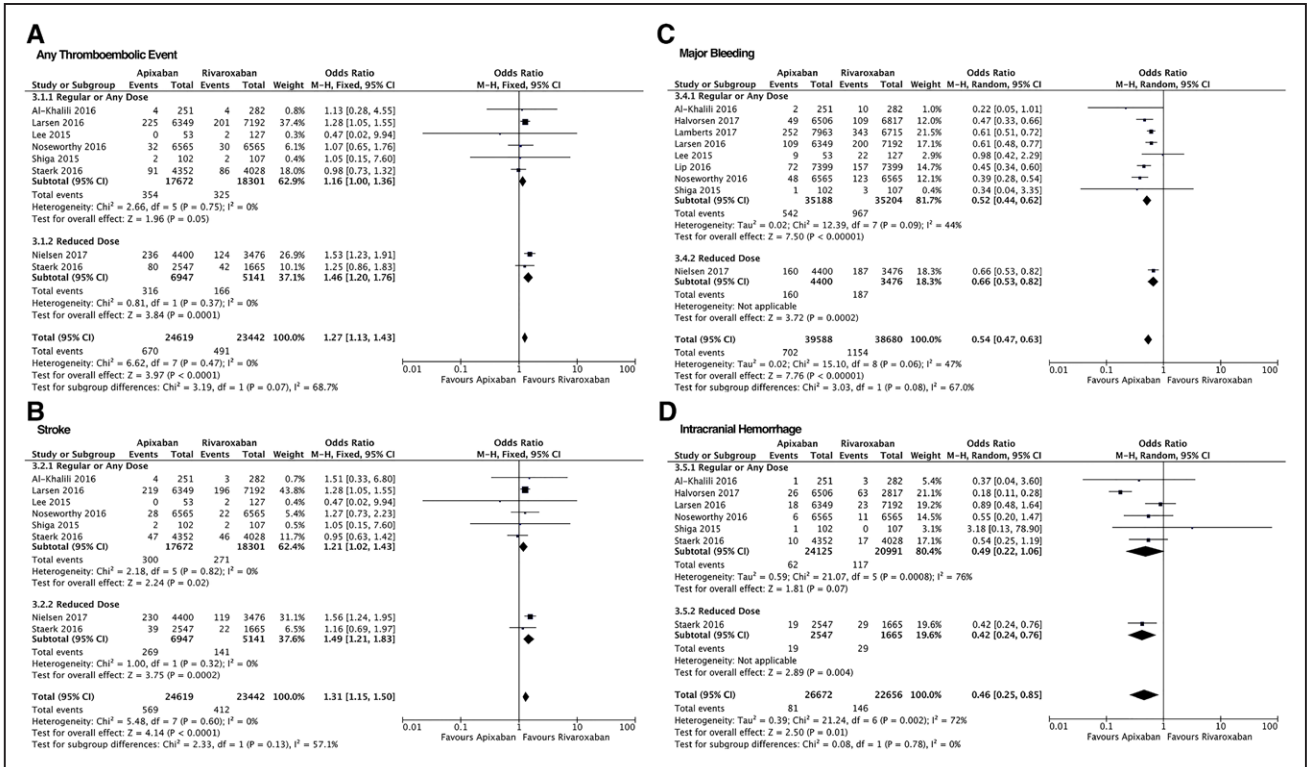 A
Any Thromboembolic Event
Apixaban Rivaroxaban Odds Ratio Odds Ratio
Study or Subgroup Events Total Events Total Weight M-H, Fixed, 95% CI M-H, Fixed, 95% CI
3.1.1 Regular or Any Dose
Al-Khalili 2016 4 251 4 282 0.8% 1.13 [0.28, 4.55]
Larsen 2016 225 6349 201 7192 37.4% 1.28 [1.05, 1.55]
Lee 2015 0 53 2 127 0.3% 0.47 [0.02, 9.94]
Noseworthy 2016 32 6565 30 6565 6.1% 1.07 [0.65, 1.76]
Shiga 2015 2 102 2 107 0.4% 1.05 [0.15, 7.60]
Staerk 2016 91 4352 86 4028 18.0% 0.98 [0.73, 1.32]
Subtotal (95% CI) 17672 18301 62.9% 1.16 [1.00, 1.36]
Total events 354 325
Heterogeneity: Chi² = 2.66, df = 5 (P = 0.75); I² = 0%
Test for overall effect: Z = 1.96 (P = 0.05)
3.1.2 Reduced Dose
Nielsen 2017 236 4400 124 3476 26.9% 1.53 [1.23, 1.91]
Staerk 2016 80 2547 42 1665 10.1% 1.25 [0.86, 1.83]
Subtotal (95% CI) 6947 5141 37.1% 1.46 [1.20, 1.76]
Total events 316 166
Heterogeneity: Chi² = 0.81, df = 1 (P = 0.37); I² = 0%
Test for overall effect: Z = 3.84 (P = 0.0001)
Total (95% CI) 24619 23442 100.0% 1.27 [1.13, 1.43]
Total events 670 491
Heterogeneity: Chi² = 6.62, df = 7 (P = 0.47); I² = 0%
Test for overall effect: Z = 3.97 (P < 0.0001)
Test for subgroup differences: Chi² = 3.19, df = 1 (P = 0.07), I² = 68.7%
0.01 0.1 1 10 100
Favours Apixaban Favours Rivaroxaban
B
Stroke
Apixaban Rivaroxaban Odds Ratio Odds Ratio
Study or Subgroup Events Total Events Total Weight M-H, Fixed, 95% CI M-H, Fixed, 95% CI
3.2.1 Regular or Any Dose
Al-Khalili 2016 4 251 3 282 0.7% 1.51 [0.33, 6.80]
Larsen 2016 219 6349 196 7192 43.8% 1.28 [1.05, 1.55]
Lee 2015 0 53 2 127 0.3% 0.47 [0.02, 9.94]
Noseworthy 2016 28 6565 22 6565 5.4% 1.27 [0.73, 2.23]
Shiga 2015 2 102 2 107 0.5% 1.05 [0.15, 7.60]
Staerk 2016 47 4352 46 4028 11.7% 0.95 [0.63, 1.42]
Subtotal (95% CI) 17672 18301 62.4% 1.21 [1.02, 1.43]
Total events 300 271
Heterogeneity: Chi² = 2.18, df = 5 (P = 0.82); I² = 0%
Test for overall effect: Z = 2.24 (P = 0.02)
3.2.2 Reduced Dose
Nielsen 2017 230 4400 119 3476 31.1% 1.56 [1.24, 1.95]
Staerk 2016 39 2547 22 1665 6.5% 1.16 [0.69, 1.97]
Subtotal (95% CI) 6947 5141 37.6% 1.49 [1.21, 1.83]
Total events 269 141
Heterogeneity: Chi² = 1.00, df = 1 (P = 0.32); I² = 0%
Test for overall effect: Z = 3.75 (P = 0.0002)
Total (95% CI) 24619 23442 100.0% 1.31 [1.15, 1.50]
Total events 569 412
Heterogeneity: Chi² = 5.48, df = 7 (P = 0.60); I² = 0%
Test for overall effect: Z = 4.14 (P < 0.0001)
Test for subgroup differences: Chi² = 2.33, df = 1 (P = 0.13), I² = 57.1%
0.01 0.1 1 10 100
Favours Apixaban Favours Rivaroxaban
C
Major Bleeding
Apixaban Rivaroxaban Odds Ratio Odds Ratio
Study or Subgroup Events Total Events Total Weight M-H, Random, 95% CI M-H, Random, 95% CI
3.4.1 Regular or Any Dose
Al-Khalili 2016 2 251 10 282 1.0% 0.22 [0.05, 1.01]
Halvorsen 2017 49 6506 109 6817 12.6% 0.47 [0.33, 0.66]
Lamberts 2017 252 7963 343 6715 21.5% 0.61 [0.51, 0.72]
Larsen 2016 109 6349 200 7192 17.7% 0.61 [0.48, 0.77]
Lee 2015 9 53 22 127 2.9% 0.98 [0.42, 2.29]
Lip 2016 72 7399 157 7399 15.4% 0.45 [0.34, 0.60]
Noseworthy 2016 48 6565 123 6565 12.1% 0.39 [0.28, 0.54]
Shiga 2015 1 102 3 107 0.4% 0.34 [0.04, 3.35]
Subtotal (95% CI) 35188 35204 81.7% 0.52 [0.44, 0.62]
Total events 542 967
Heterogeneity: Tau² = 0.02; Chi² = 12.39, df = 7 (P = 0.09); I² = 44%
Test for overall effect: Z = 7.50 (P < 0.00001)
3.4.2 Reduced Dose
Nielsen 2017 160 4400 187 3476 18.3% 0.66 [0.53, 0.82]
Subtotal (95% CI) 4400 3476 18.3% 0.66 [0.53, 0.82]
Total events 160 187
Heterogeneity: Not applicable
Test for overall effect: Z = 3.72 (P = 0.0002)
Total (95% CI) 39588 38680 100.0% 0.54 [0.47, 0.63]
Total events 702 1154
Heterogeneity: Tau² = 0.02; Chi² = 15.10, df = 8 (P = 0.06); I² = 47%
Test for overall effect: Z = 7.76 (P < 0.00001)
Test for subgroup differences: Chi² = 3.03, df = 1 (P = 0.08), I² = 67.0%
0.01 0.1 1 10 100
Favours Apixaban Favours Rivaroxaban
D
Intracranial Hemorrhage
Apixaban Rivaroxaban Odds Ratio Odds Ratio
Study or Subgroup Events Total Events Total Weight M-H, Random, 95% CI M-H, Random, 95% CI
3.5.1 Regular or Any Dose
Al-Khalili 2016 1 251 3 282 5.4% 0.37 [0.04, 3.60]
Halvorsen 2017 26 6506 63 2817 20.2% 0.18 [0.11, 0.28]
Larsen 2016 18 6349 23 7192 19.9% 0.89 [0.48, 1.64]
Noseworthy 2016 6 6565 11 6565 14.5% 0.55 [0.20, 1.47]
Shiga 2015 1 102 0 107 3.1% 3.18 [0.13, 78.90]
Staerk 2016 10 4352 17 4028 17.1% 0.54 [0.25, 1.19]
Subtotal (95% CI) 24125 20991 80.4% 0.49 [0.22, 1.06]
Total events 62 117
Heterogeneity: Tau² = 0.59; Chi² = 21.07, df = 5 (P = 0.0008); I² = 76%
Test for overall effect: Z = 1.81 (P = 0.07)
3.5.2 Reduced Dose
Staerk 2016 19 2547 29 1665 19.6% 0.42 [0.24, 0.76]
Subtotal (95% CI) 2547 1665 19.6% 0.42 [0.24, 0.76]
Total events 19 29
Heterogeneity: Not applicable
Test for overall effect: Z = 2.89 (P = 0.004)
Total (95% CI) 26672 22656 100.0% 0.46 [0.25, 0.85]
Total events 81 146
Heterogeneity: Tau² = 0.39; Chi² = 21.24, df = 6 (P = 0.002); I² = 72%
Test for overall effect: Z = 2.50 (P = 0.01)
Test for subgroup differences: Chi² = 0.08, df = 1 (P = 0.78), I² = 0%
0.01 0.1 1 10 100
Favours Apixaban Favours Rivaroxaban